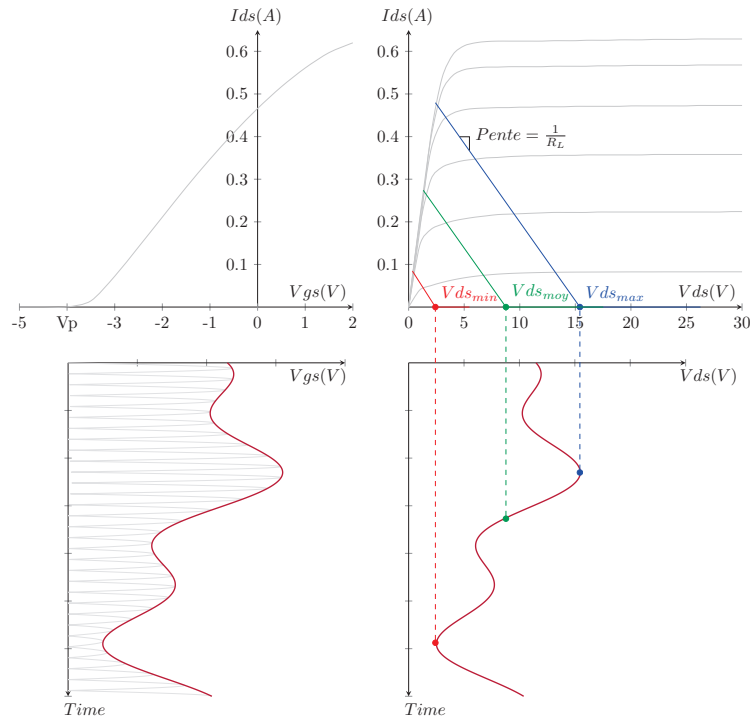 Ids(A)
0.6
0.5
0.4
0.3
0.2
0.1
Vgs(V)
-5 Vp -3 -2 -1 0 1 2
Ids(A)
0.6
0.5
0.4
0.3
0.2
0.1
Pente = 1/R_L
Vds_min Vds_moy Vds_max Vds(V)
0 5 10 15 20 25 30
Vgs(V)
Time
Vds(V)
Time